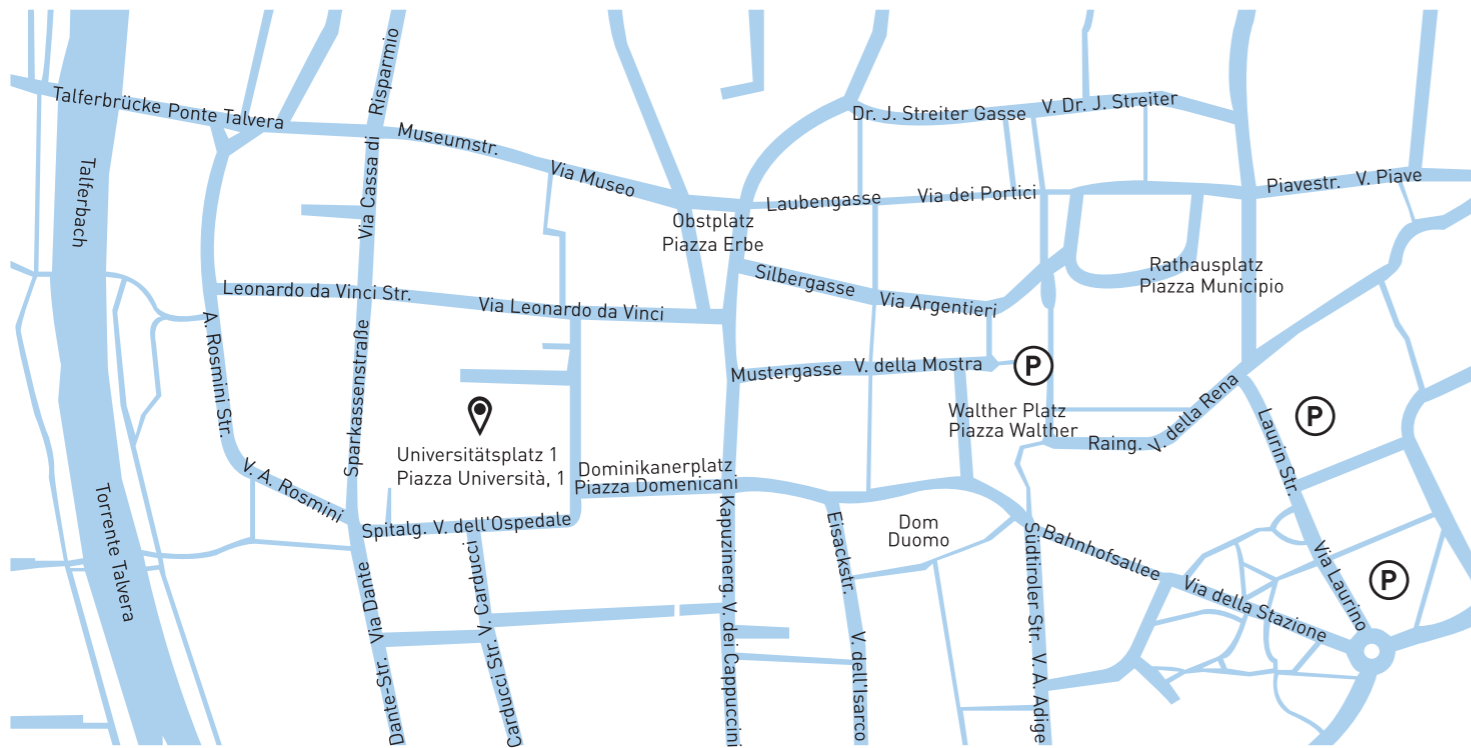 Talferbrücke Ponte Talvera
Via Cassa di Risparmio
Museumstr.
Via Museo
Dr. J. Streiter Gasse V. Dr. J. Streiter
Laubengasse Via dei Portici
Piavestr. V. Piave
Talferbach
Obstplatz
Piazza Erbe
Silbergasse Via Argentieri
Rathausplatz
Piazza Municipio
Leonardo da Vinci Str. Via Leonardo da Vinci
A. Rosmini Str.
V. A. Rosmini
Sparkassenstraße
Mustergasse V. della Mostra
P
Walther Platz
Piazza Walther
Raing. V. della Rena
P
Laurin Str.
Via Laurino
Universitätsplatz 1
Piazza Università, 1
Dominikanerplatz
Piazza Domenicani
Torrente Talvera
Spitalg. V. dell'Ospedale
Kapuzinerg. V. dei Cappuccini
Eisackstr.
V. dell'Isarco
Dom
Duomo
Südtiroler Str. V. A. Adige
S Bahnhofsallee Via della Stazione
P
Dante-Str. Via Dante
Carducci Str. V. Carducci